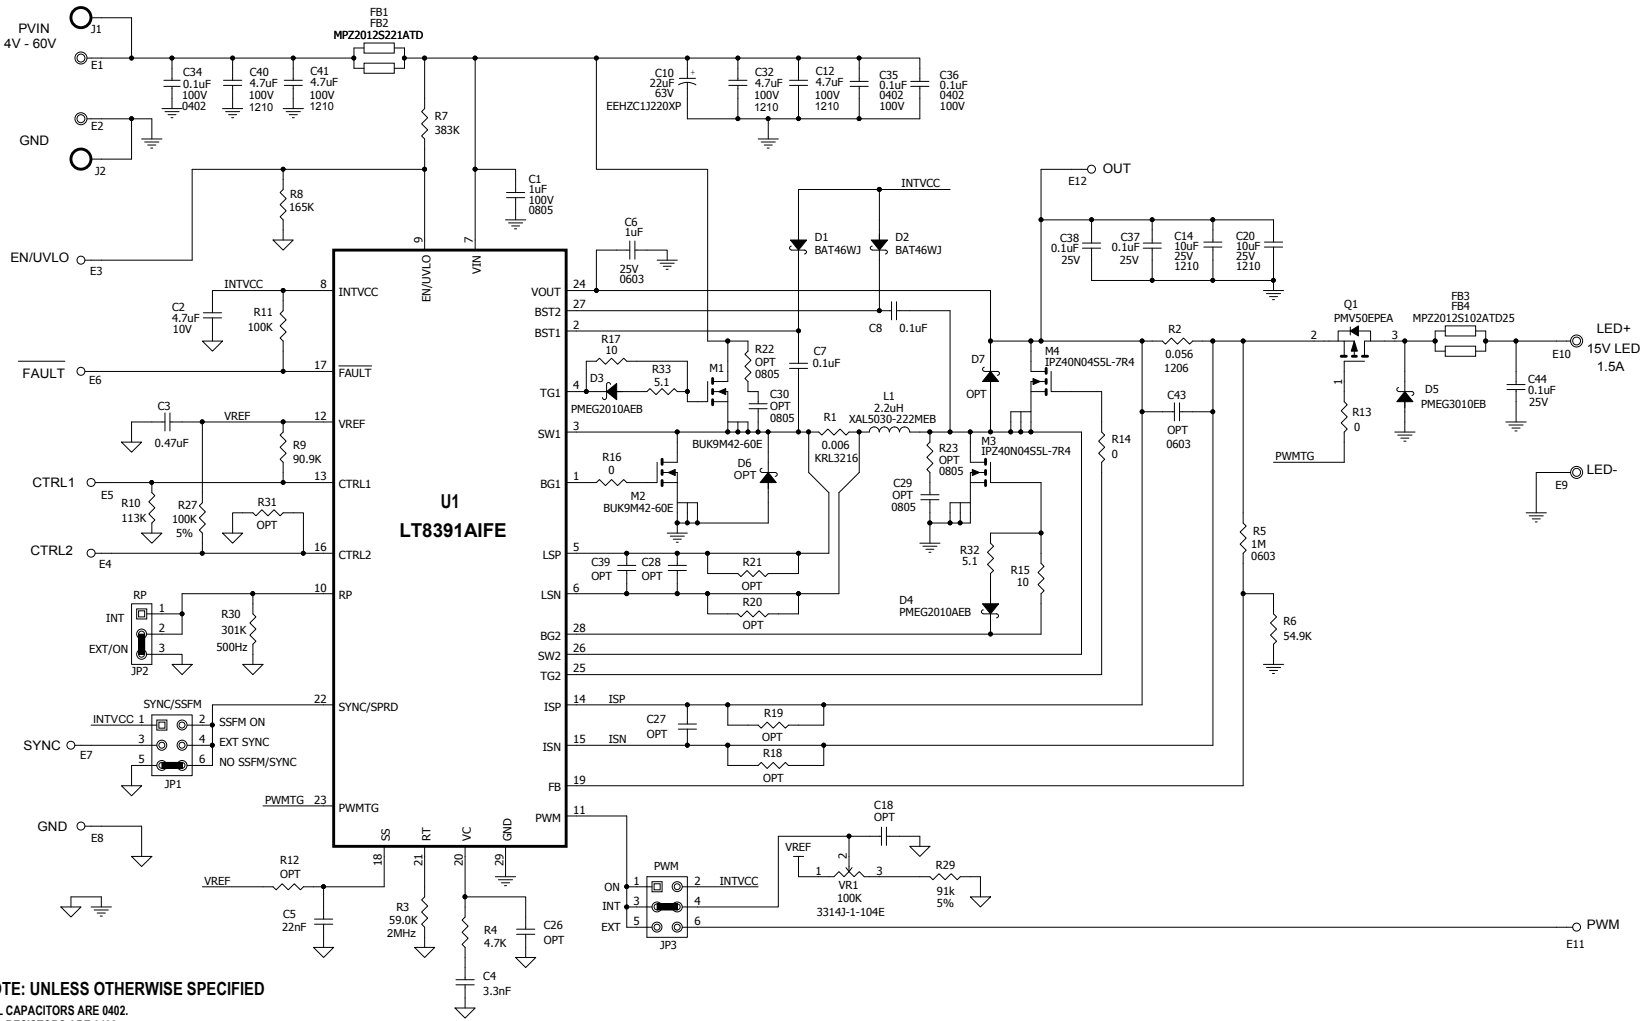 PVIN
4V - 60V
J1
E1
E2
GND
J2
FB1
FB2
MPZ2012S221ATD
C34
0.1uF
100V
0402
C40
4.7uF
100V
1210
C41
4.7uF
100V
1210
R7
383K
C10
22uF
63V
+
EEHZC1J220XP
C32
4.7uF
100V
1210
C12
4.7uF
100V
1210
C35
0.1uF
0402
100V
C36
0.1uF
0402
100V
R8
165K
C1
1uF
100V
0805
INTVCC
D1
BAT46WJ
D2
BAT46WJ
E12
OUT
C38
0.1uF
25V
C37
0.1uF
25V
C14
10uF
25V
1210
C20
10uF
25V
1210
EN/UVLO
E3
C6
1uF
25V
0603
9
7
EN/UVLO
VIN
INTVCC
8
INTVCC
C2
4.7uF
10V
R11
100K
VOUT
24
BST2
27
BST1
2
C8
0.1uF
FAULT
E6
17
FAULT
R17
10
D3
PMEG2010AEB
R33
5.1
TG1
4
M1
R22
OPT
0805
C30
OPT
0805
BUK9M42-60E
C7
0.1uF
D7
OPT
M4
IPZ40N04S5L-7R4
R2
0.056
1206
C43
OPT
0603
Q1
PMV50EPEA
2
3
1
FB3
FB4
MPZ2012S102ATD25
LED+
15V LED
1.5A
E10
D5
PMEG3010EB
C44
0.1uF
25V
R13
0
PWMTG
LED-
E9
C3
0.47uF
VREF
12
VREF
R9
90.9K
SW1
3
R1
0.006
KRL3216
L1
2.2uH
XAL5030-222MEB
R23
OPT
0805
C29
OPT
0805
M3
IPZ40N04S5L-7R4
R14
0
CTRL1
E5
13
CTRL1
R10
113K
R27
100K
5%
R31
OPT
BG1
1
R16
0
M2
BUK9M42-60E
D6
OPT
U1
LT8391AIFE
CTRL2
E4
16
CTRL2
LSP
5
C39
OPT
C28
OPT
R21
OPT
R20
OPT
LSN
6
R32
5.1
R15
10
D4
PMEG2010AEB
R5
1M
0603
R6
54.9K
RP
INT
1
2
EXT/ON
3
JP2
10
RP
R30
301K
500Hz
BG2
28
SW2
26
TG2
25
SYNC/SSFM
INTVCC
1
2
SSFM ON
SYNC
E7
3
4
EXT SYNC
5
6
NO SSFM/SYNC
JP1
22
SYNC/SPRD
ISP
14
ISP
C27
OPT
R19
OPT
ISN
15
ISN
R18
OPT
FB
19
PWMTG
23
PWMTG
PWM
11
GND
E8
SS
RT
VC
GND
18
21
20
29
VREF
R12
OPT
C5
22nF
R3
59.0K
2MHz
R4
4.7K
C26
OPT
C4
3.3nF
PWM
ON
1
2
INTVCC
INT
3
4
EXT
5
6
JP3
VREF
1
2
3
VR1
100K
3314J-1-104E
C18
OPT
R29
91k
5%
PWM
E11
OTE: UNLESS OTHERWISE SPECIFIED
L CAPACITORS ARE 0402.